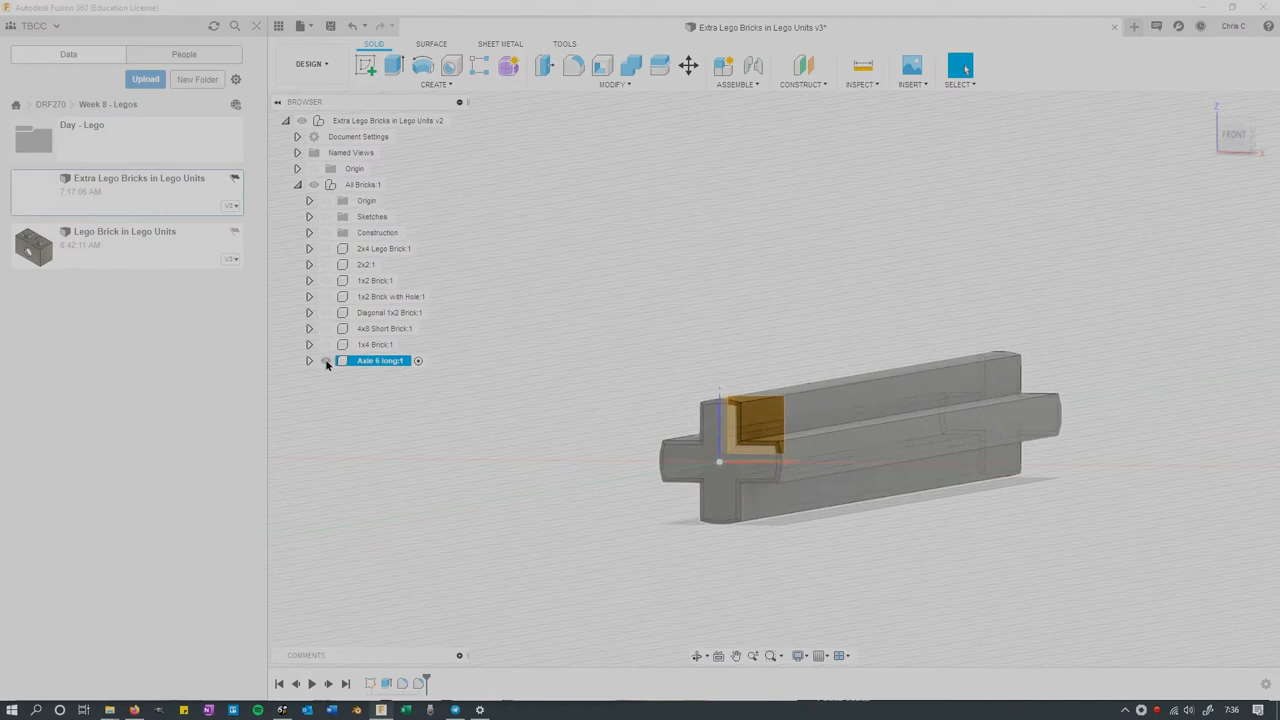 Autodesk Fusion 360 (Education License)
TBCC
Extra Lego Bricks in Lego Units v3*
Chris C
Data
People
Upload
New Folder
DRF270
Week 8 - Legos
Day - Lego
Extra Lego Bricks in Lego Units
7:17:08 AM
V2
Lego Brick in Lego Units
6:42:11 AM
V3
DESIGN
SOLID
SURFACE
SHEET METAL
TOOLS
CREATE
MODIFY
ASSEMBLE
CONSTRUCT
INSPECT
INSERT
SELECT
BROWSER
Extra Lego Bricks in Lego Units v2
Document Settings
Named Views
Origin
All Bricks:1
Origin
Sketches
Construction
2x4 Lego Brick:1
2x2:1
1x2 Brick:1
1x2 Brick with Hole:1
Diagonal 1x2 Brick:1
4x8 Short Brick:1
1x4 Brick:1
Axle 6 long:1
Z
FRONT
X
COMMENTS
7:36